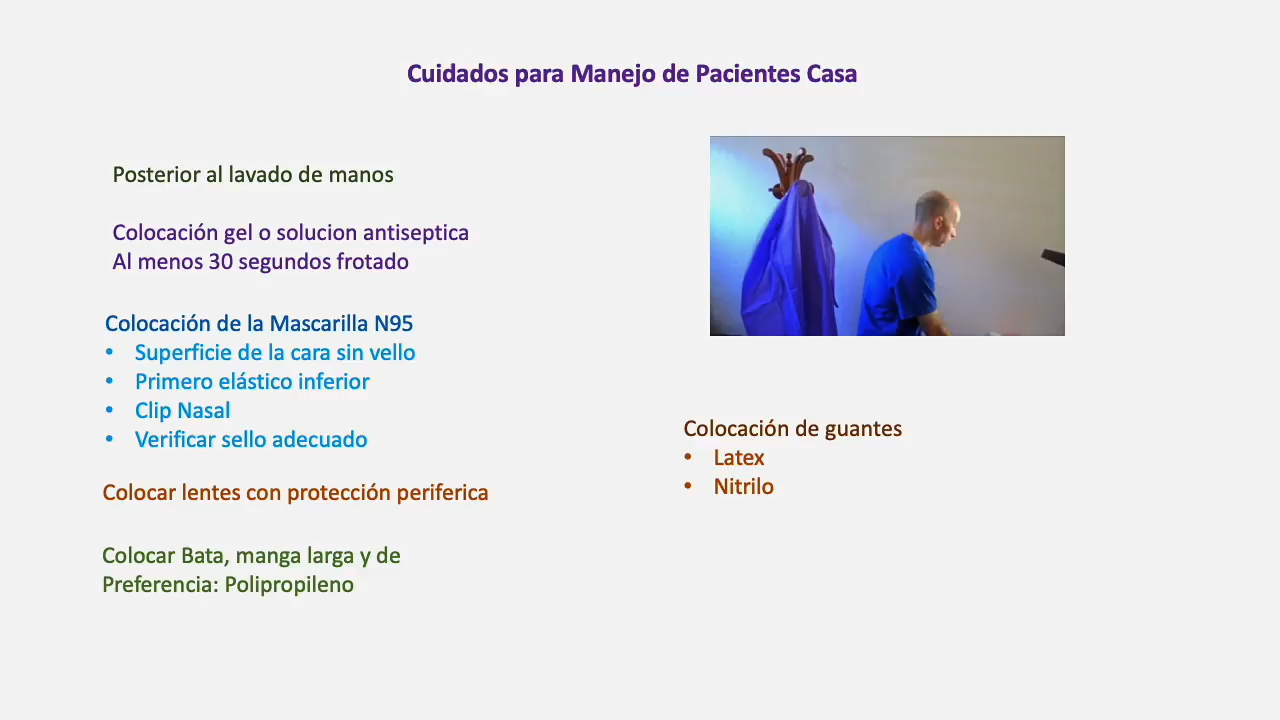 Cuidados para Manejo de Pacientes Casa
Posterior al lavado de manos
Colocación gel o solucion antiseptica
Al menos 30 segundos frotado
Colocación de la Mascarilla N95
• Superficie de la cara sin vello
• Primero elástico inferior
• Clip Nasal
• Verificar sello adecuado
Colocar lentes con protección periferica
Colocar Bata, manga larga y de
Preferencia: Polipropileno
Colocación de guantes
• Latex
• Nitrilo